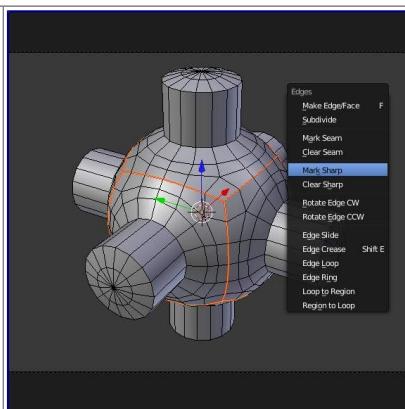 Edges
Make Edge/Face F
Subdivide
Mark Seam
Clear Seam
Mark Sharp
Clear Sharp
Rotate Edge CW
Rotate Edge CCW
Edge Slide
Edge Crease Shift E
Edge Loop
Edge Ring
Loop to Region
Region to Loop